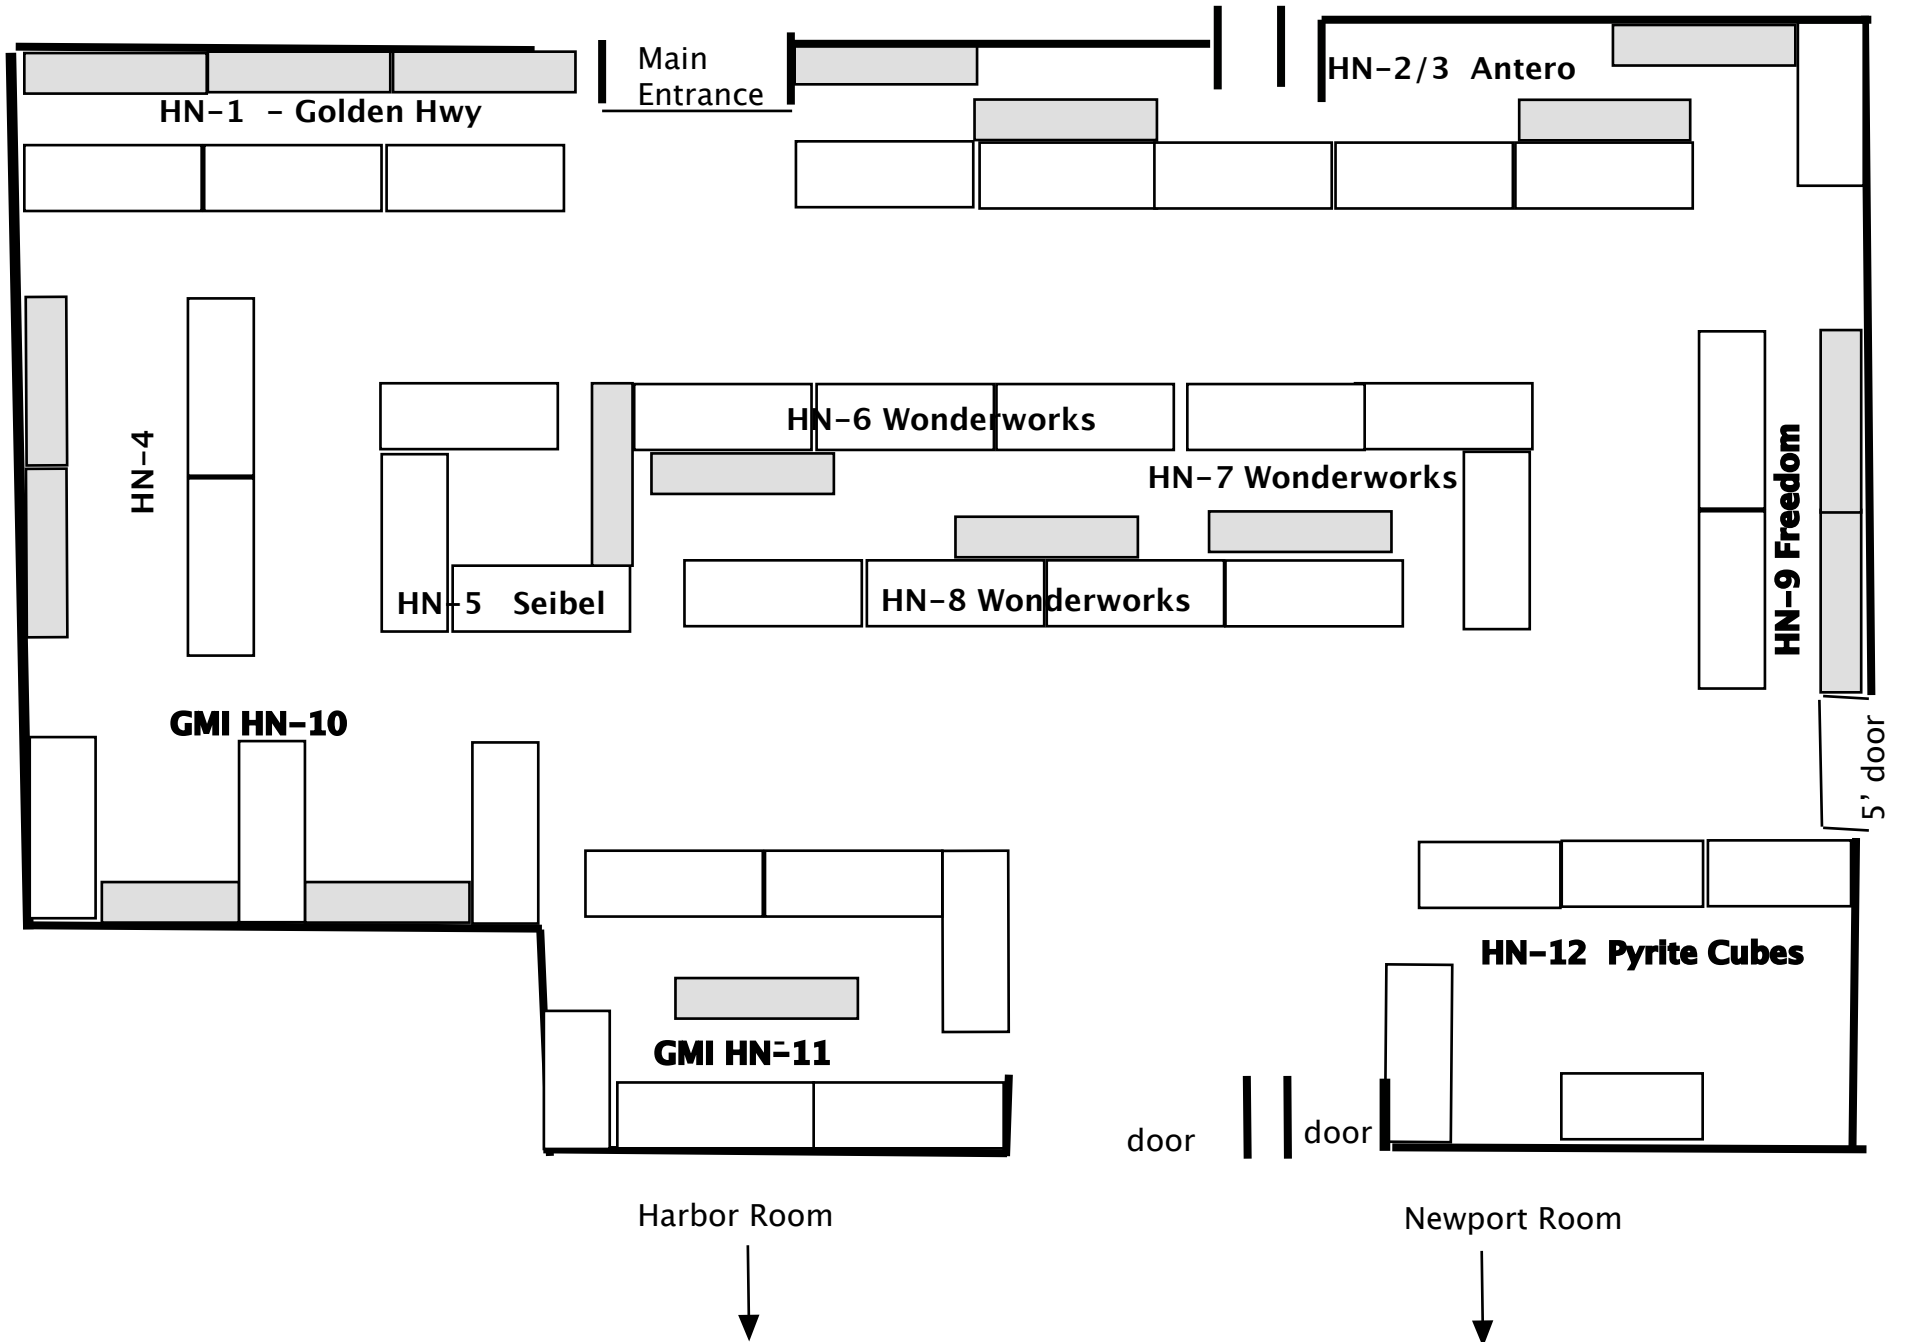 Main
Entrance
HN-2/3 Antero
HN-1 - Golden Hwy
HN-4
HN-6 Wonderworks
HN-7 Wonderworks
HN-9 Freedom
HN-5 Seibel
HN-8 Wonderworks
GMI HN-10
5' door
HN-12 Pyrite Cubes
GMI HN-11
door
door
Harbor Room
Newport Room